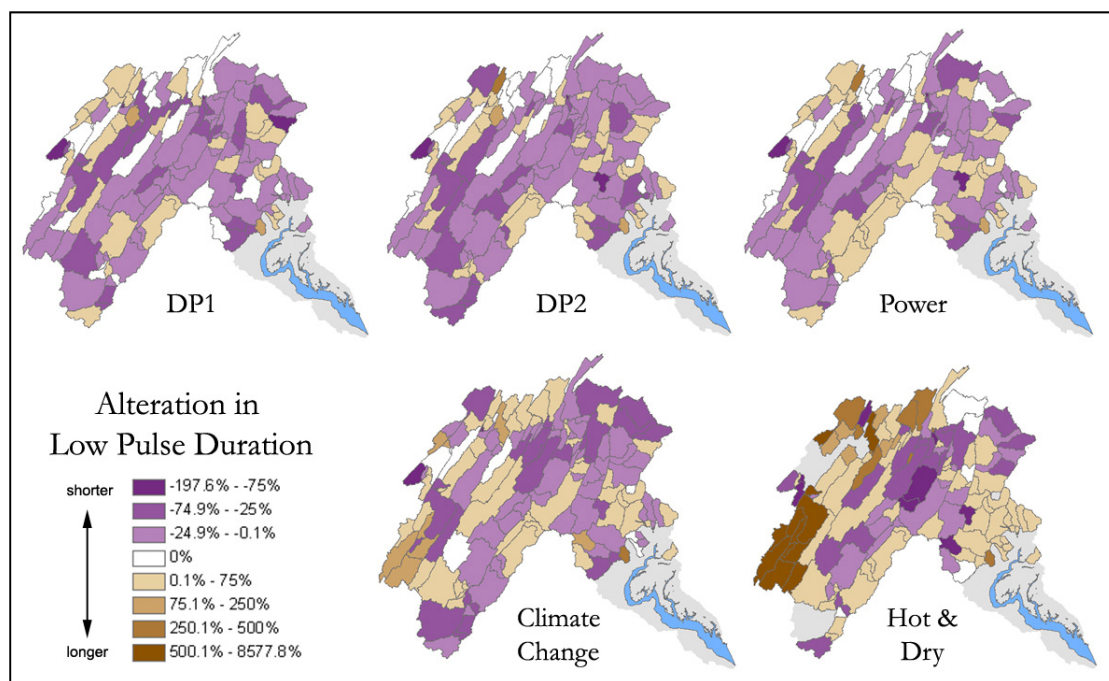 DP1
DP2
Power
Alteration in
Low Pulse Duration
shorter
longer
-197.6% - -75%
-74.9% - -25%
-24.9% - -0.1%
0%
0.1% - 75%
75.1% - 250%
250.1% - 500%
500.1% - 8577.8%
Climate
Change
Hot &
Dry